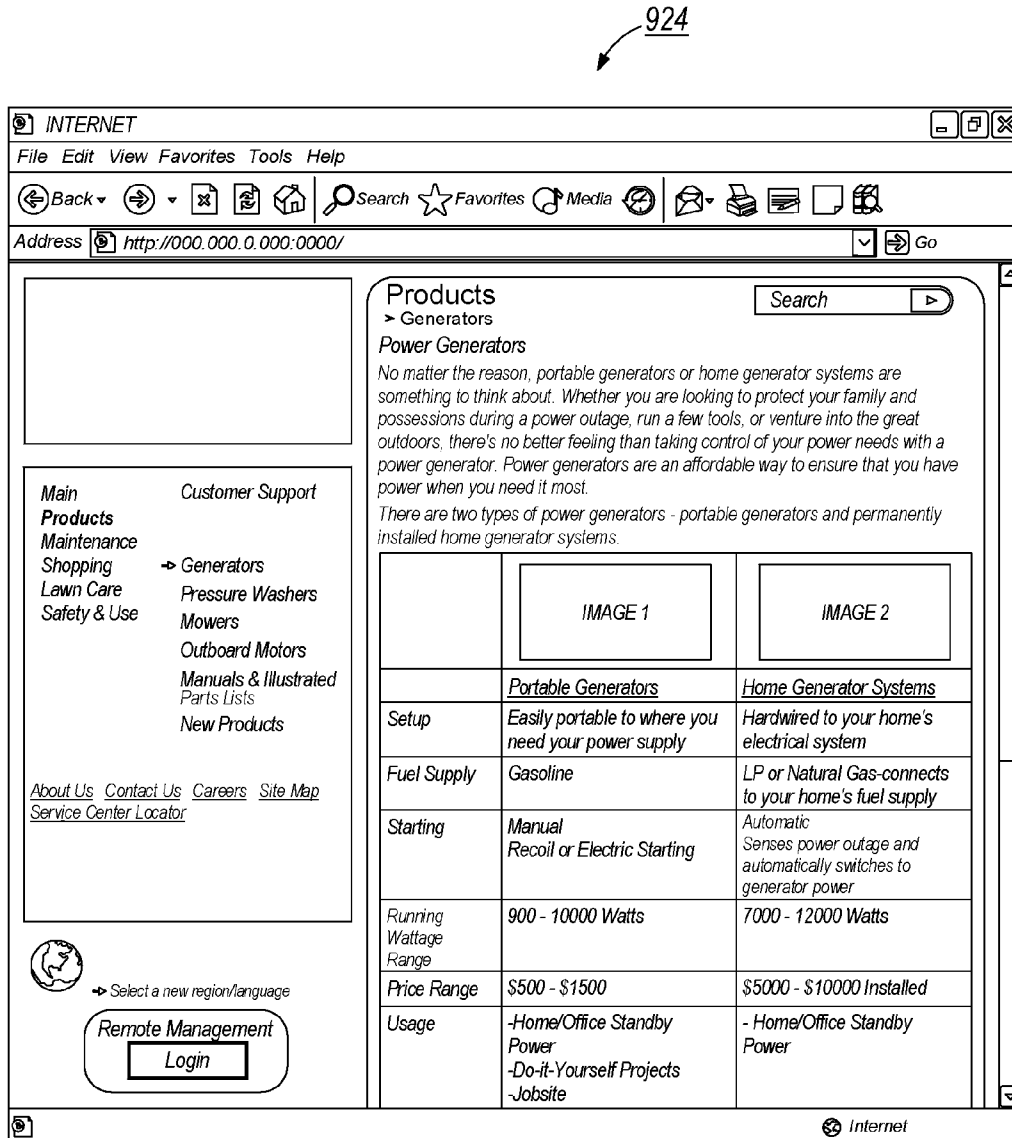 924
INTERNET
File Edit View Favorites Tools Help
Back Search Favorites Media
Address http://000.000.0.000:0000/ Go
Main Customer Support
Products
Maintenance
Shopping Generators
Lawn Care Pressure Washers
Safety & Use Mowers
Outboard Motors
Manuals & Illustrated
Parts Lists
New Products
About Us Contact Us Careers Site Map
Service Center Locator
Select a new region/language
Remote Management
Login
Products Search
> Generators
Power Generators
No matter the reason, portable generators or home generator systems are
something to think about. Whether you are looking to protect your family and
possessions during a power outage, run a few tools, or venture into the great
outdoors, there's no better feeling than taking control of your power needs with a
power generator. Power generators are an affordable way to ensure that you have
power when you need it most.
There are two types of power generators - portable generators and permanently
installed home generator systems.
IMAGE 1 IMAGE 2
Portable Generators Home Generator Systems
Setup Easily portable to where you Hardwired to your home's
need your power supply electrical system
Fuel Supply Gasoline LP or Natural Gas-connects
to your home's fuel supply
Starting Manual Automatic
Recoil or Electric Starting Senses power outage and
automatically switches to
generator power
Running 900 - 10000 Watts 7000 - 12000 Watts
Wattage
Range
Price Range $500 - $1500 $5000 - $10000 Installed
Usage -Home/Office Standby - Home/Office Standby
Power Power
-Do-it-Yourself Projects
-Jobsite
Internet